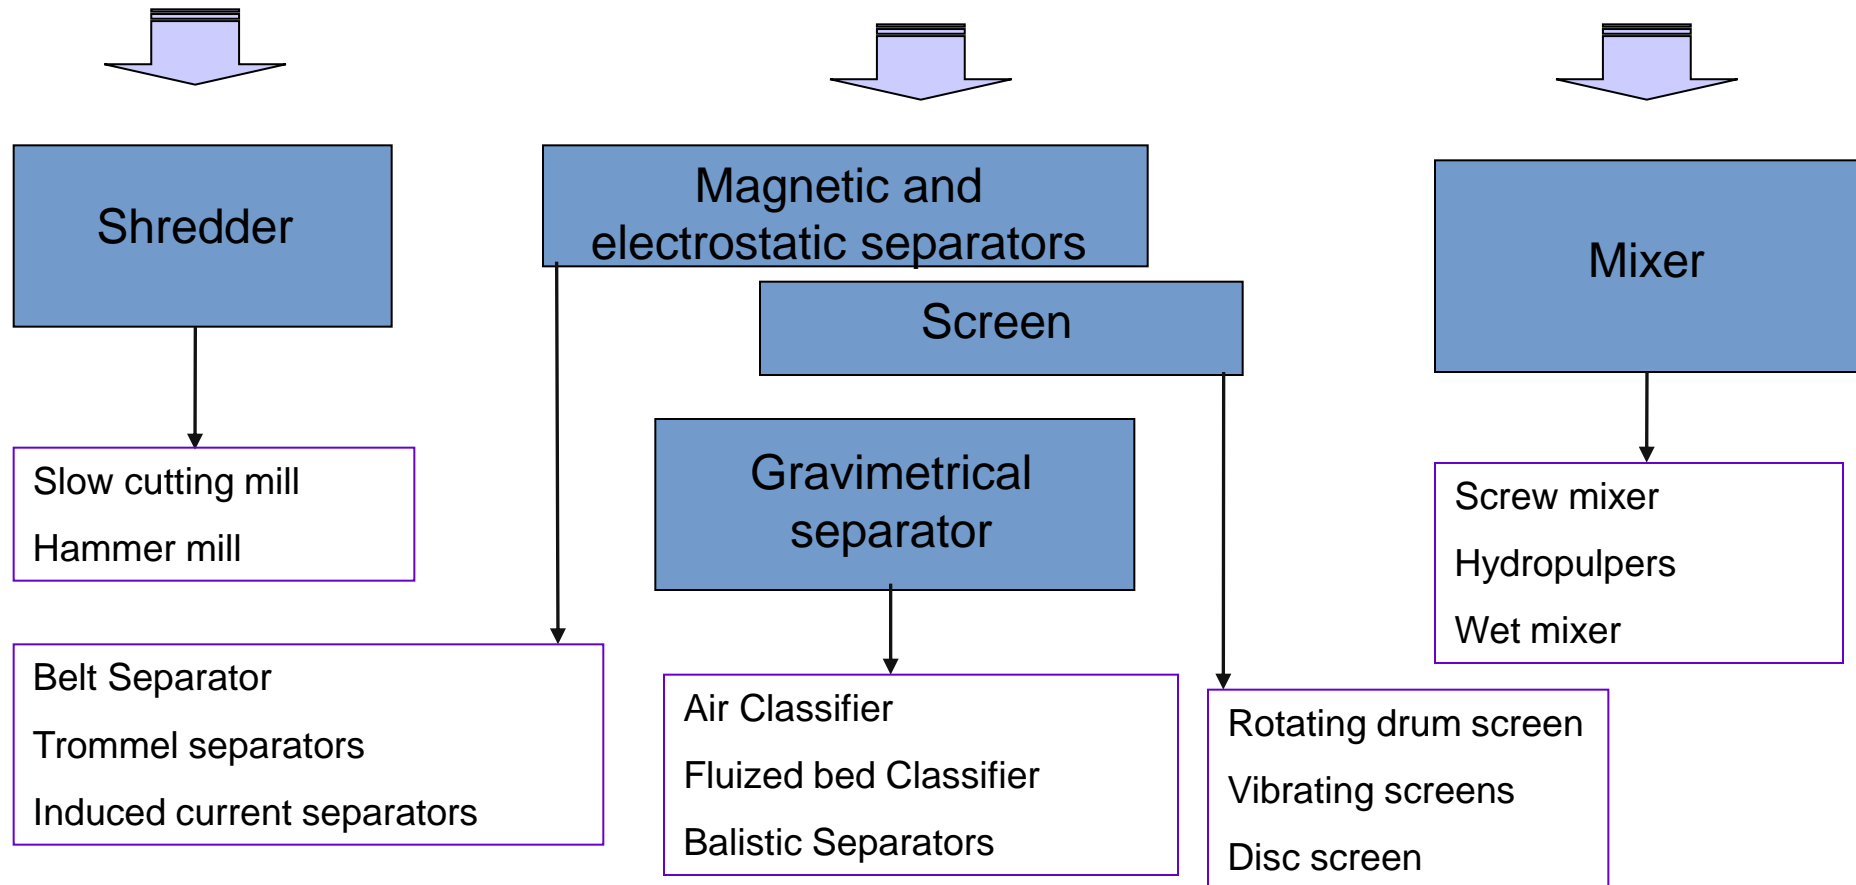 Shredder
Magnetic and
electrostatic separators
Mixer
Screen
Gravimetrical
separator
Slow cutting mill
Hammer mill
Screw mixer
Hydropulpers
Wet mixer
Belt Separator
Trommel separators
Induced current separators
Air Classifier
Fluized bed Classifier
Balistic Separators
Rotating drum screen
Vibrating screens
Disc screen